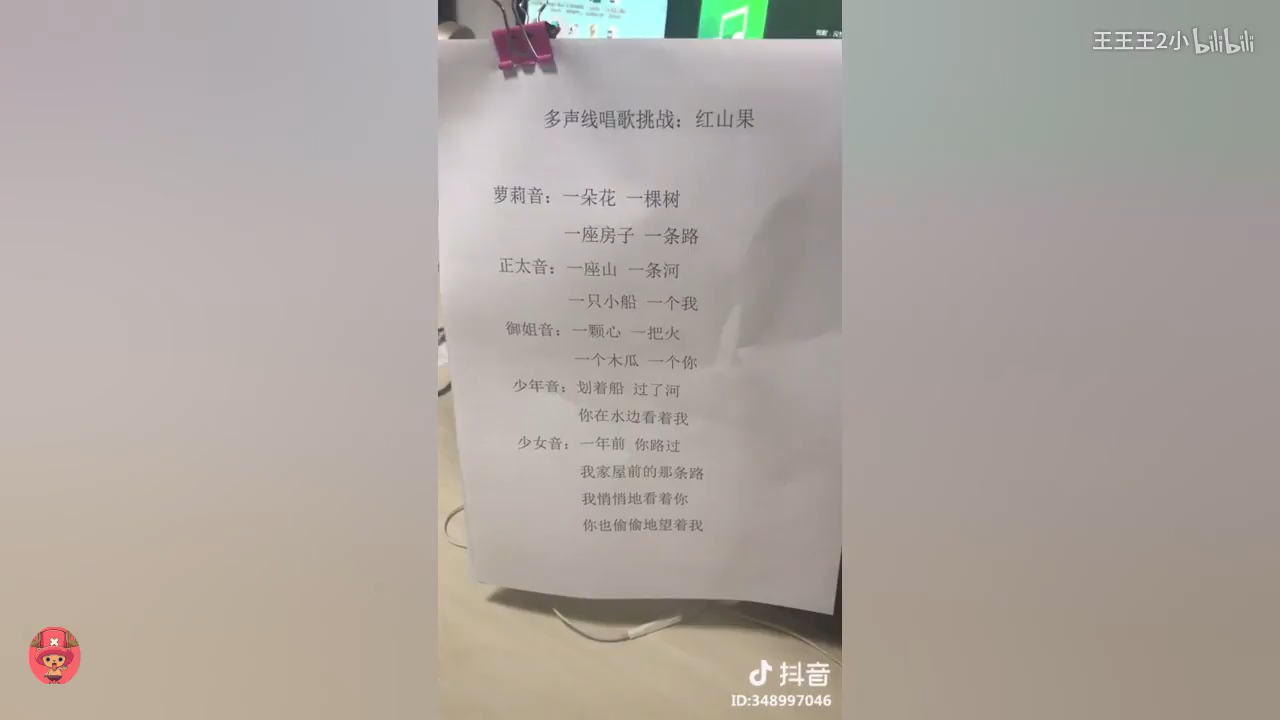 王王王2小 bilibili
多声线唱歌挑战：红山果
萝莉音：一朵花 一棵树
一座房子 一条路
正太音：一座山 一条河
一只小船 一个我
御姐音：一颗心 一把火
一个木瓜 一个你
少年音：划着船 过了河
你在水边看着我
少女音：一年前 你路过
我家屋前的那条路
我悄悄地看着你
你也偷偷地望着我
抖音
ID:348997046